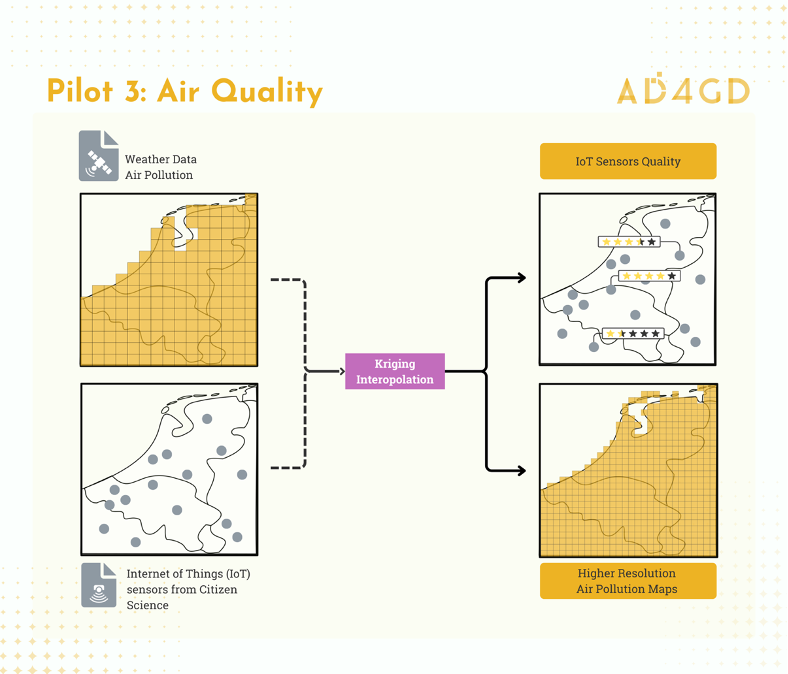 Pilot 3: Air Quality
AD4GD
Weather Data
Air Pollution
IoT Sensors Quality
Kriging
Interopolation
Internet of Things (IoT)
sensors from Citizen
Science
Higher Resolution
Air Pollution Maps